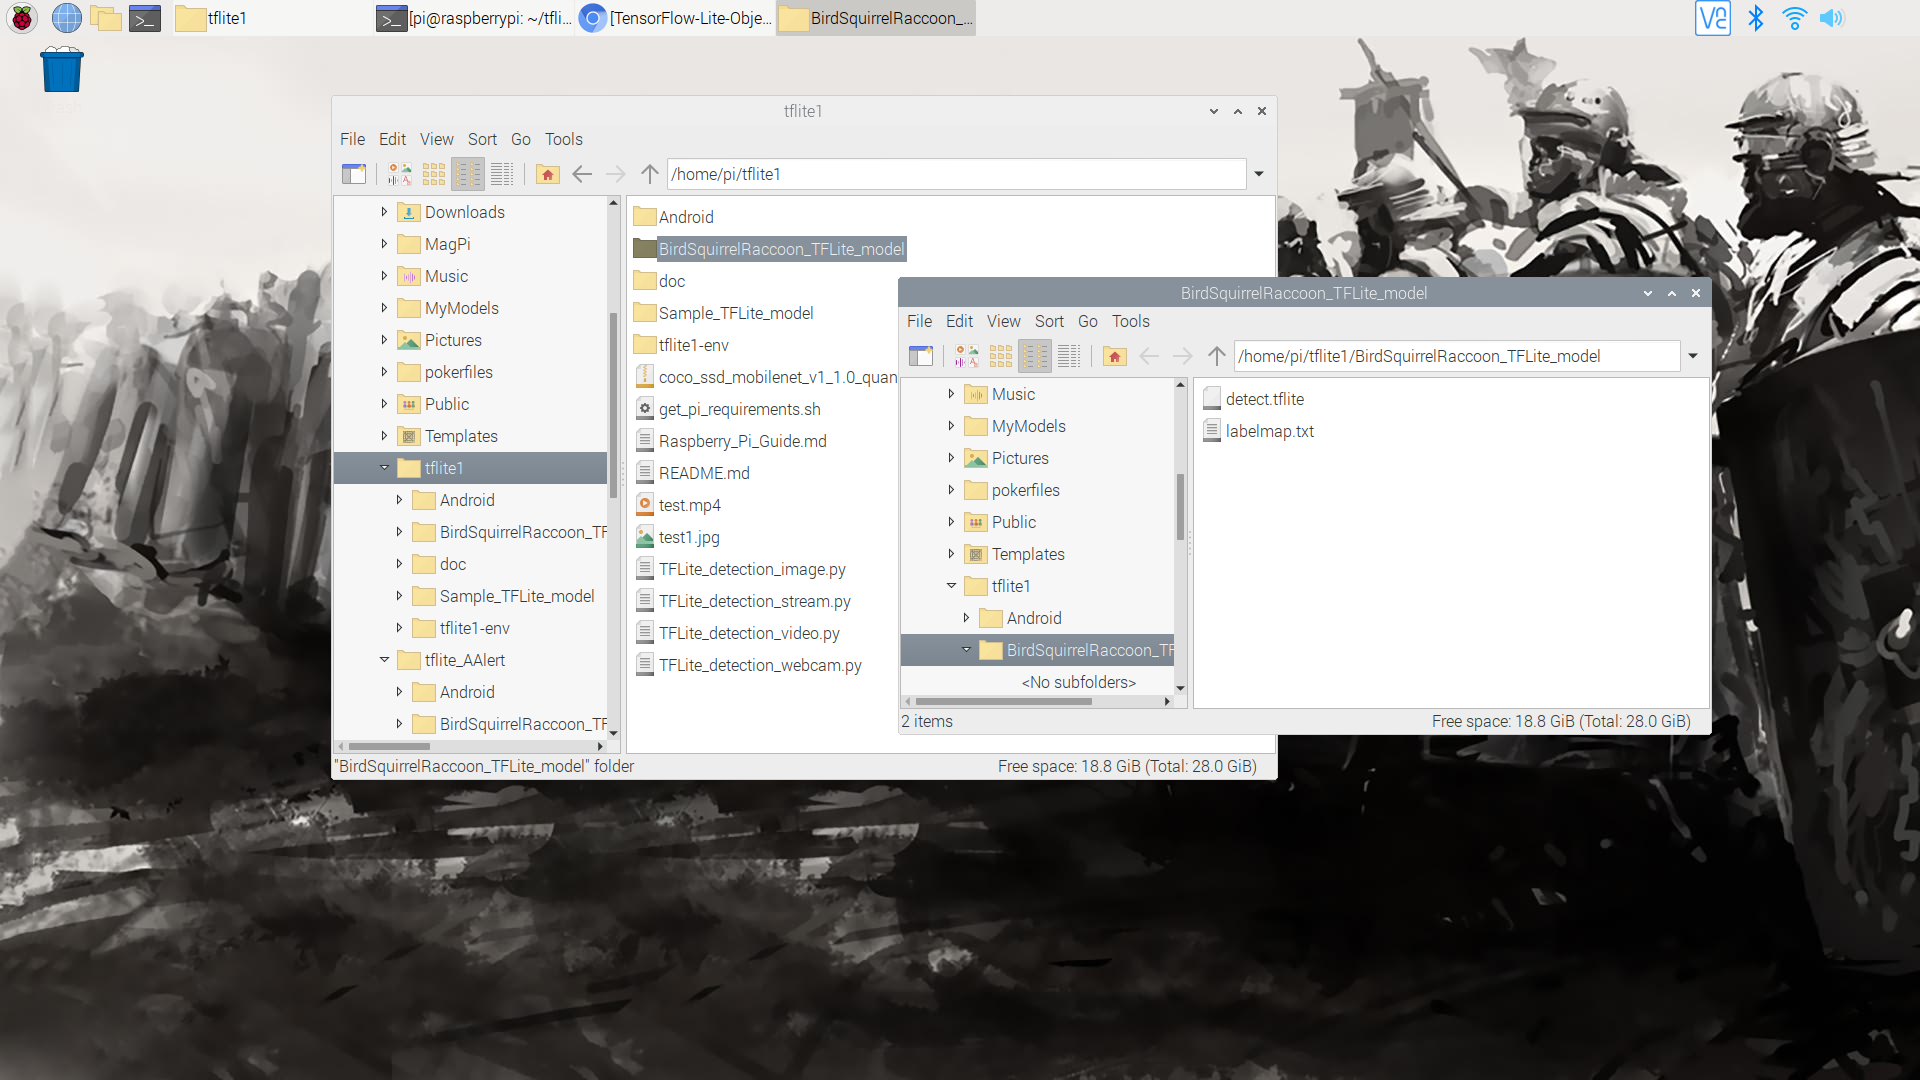 tflite1
[pi@raspberrypi: ~/tfli...
[TensorFlow-Lite-Obje...
BirdSquirrelRaccoon_...
tflite1
File Edit View Sort Go Tools
/home/pi/tflite1
Downloads
MagPi
Music
MyModels
Pictures
pokerfiles
Public
Templates
tflite1
Android
BirdSquirrelRaccoon_TF
doc
Sample_TFLite_model
tflite1-env
tflite_AAlert
Android
BirdSquirrelRaccoon_TF
Android
BirdSquirrelRaccoon_TFLite_model
doc
Sample_TFLite_model
tflite1-env
coco_ssd_mobilenet_v1_1.0_quan
get_pi_requirements.sh
Raspberry_Pi_Guide.md
README.md
test.mp4
test1.jpg
TFLite_detection_image.py
TFLite_detection_stream.py
TFLite_detection_video.py
TFLite_detection_webcam.py
"BirdSquirrelRaccoon_TFLite_model" folder
Free space: 18.8 GiB (Total: 28.0 GiB)
BirdSquirrelRaccoon_TFLite_model
File Edit View Sort Go Tools
/home/pi/tflite1/BirdSquirrelRaccoon_TFLite_model
Music
MyModels
Pictures
pokerfiles
Public
Templates
tflite1
Android
BirdSquirrelRaccoon_TF
<No subfolders>
detect.tflite
labelmap.txt
2 items
Free space: 18.8 GiB (Total: 28.0 GiB)